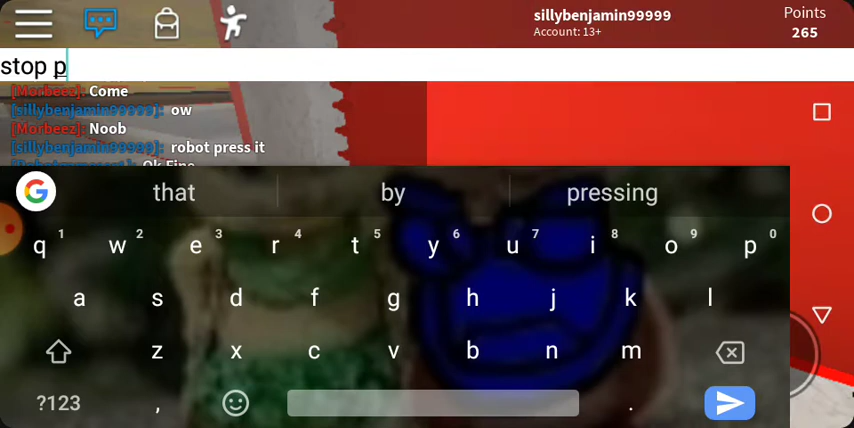 sillybenjamin99999
Account: 13+
Points
265
stop p
[Morbeez]: Come
[sillybenjamin99999]: ow
[Morbeez]: Noob
[sillybenjamin99999]: robot press it
Ok Fine
that by pressing
q 1 w 2 e 3 r 4 t 5 y 6 u 7 i 8 o 9 p 0
a s d f g h j k l
z x c v b n m
?123 , .